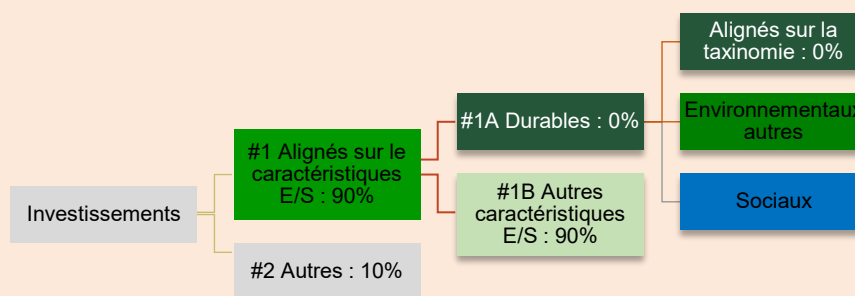 Investissements
#1 Alignés sur le
caractéristiques
E/S : 90%
#2 Autres : 10%
#1A Durables : 0%
#1B Autres
caractéristiques
E/S : 90%
Alignés sur la
taxinomie : 0%
Environnementaux
autres
Sociaux